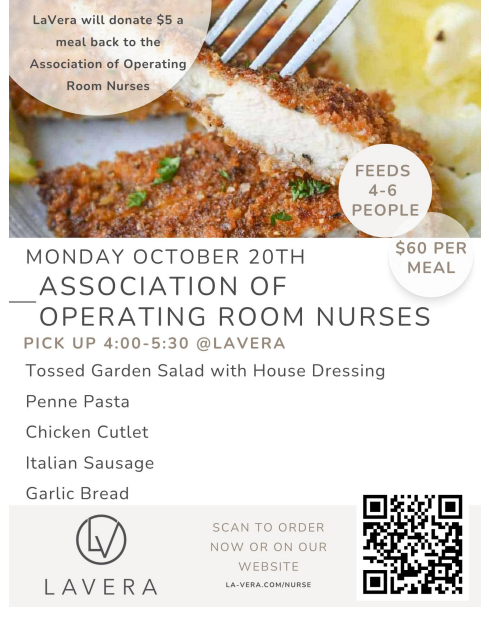 LaVera will donate $5 a
meal back to the
Association of Operating
Room Nurses
FEEDS
4-6
PEOPLE
$60 PER
MEAL
MONDAY OCTOBER 20TH
ASSOCIATION OF
OPERATING ROOM NURSES
PICK UP 4:00-5:30 @LAVERA
Tossed Garden Salad with House Dressing
Penne Pasta
Chicken Cutlet
Italian Sausage
Garlic Bread
LV
LAVERA
SCAN TO ORDER
NOW OR ON OUR
WEBSITE
LA-VERA.COM/NURSE